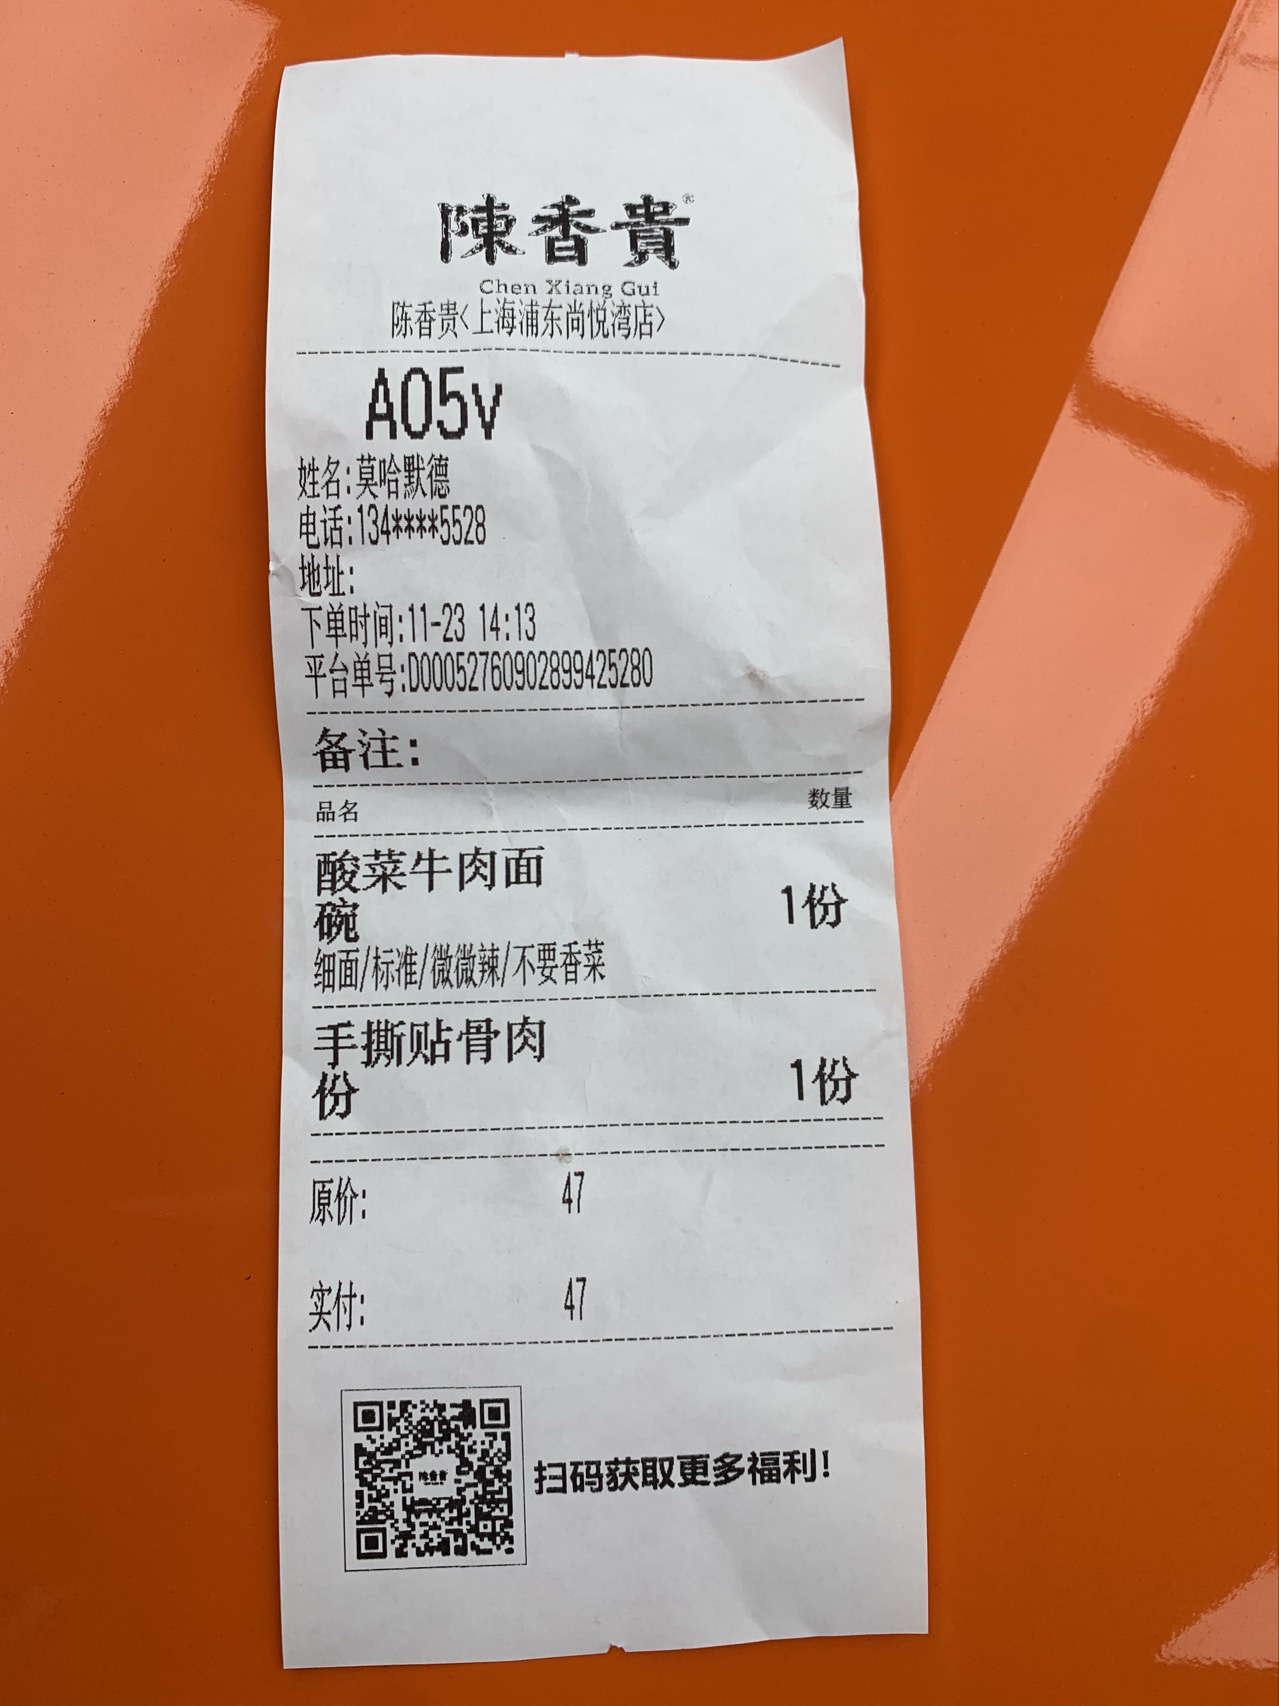 陳香貴®
Chen Xiang Gui
陈香贵<上海浦东尚悦湾店>
A05v
姓名:莫哈默德
电话:134****5528
地址:
下单时间:11-23 14:13
平台单号:D00052760902899425280
备注:
品名 数量
酸菜牛肉面
碗 1份
细面/标准/微微辣/不要香菜
手撕贴骨肉
份 1份
原价: 47
实付: 47
陳香貴
扫码获取更多福利!